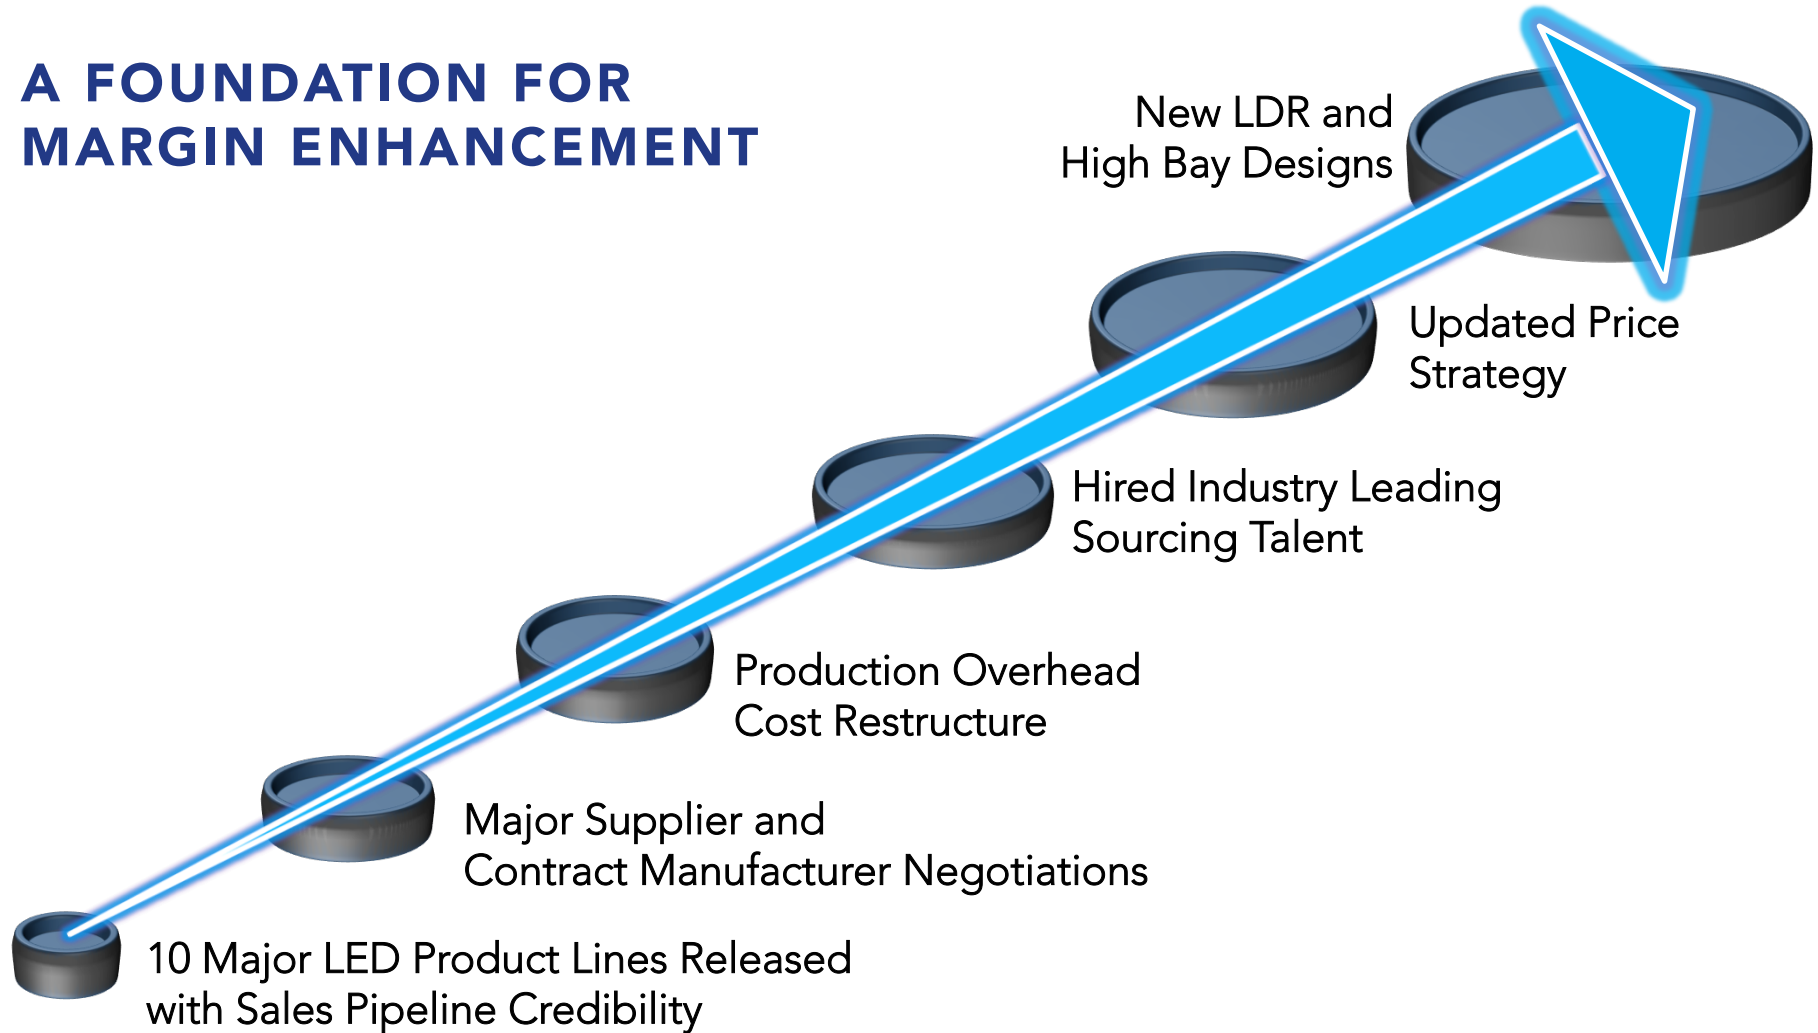 A FOUNDATION FOR
MARGIN ENHANCEMENT
New LDR and
High Bay Designs
Updated Price
Strategy
Hired Industry Leading
Sourcing Talent
Production Overhead
Cost Restructure
Major Supplier and
Contract Manufacturer Negotiations
10 Major LED Product Lines Released
with Sales Pipeline Credibility